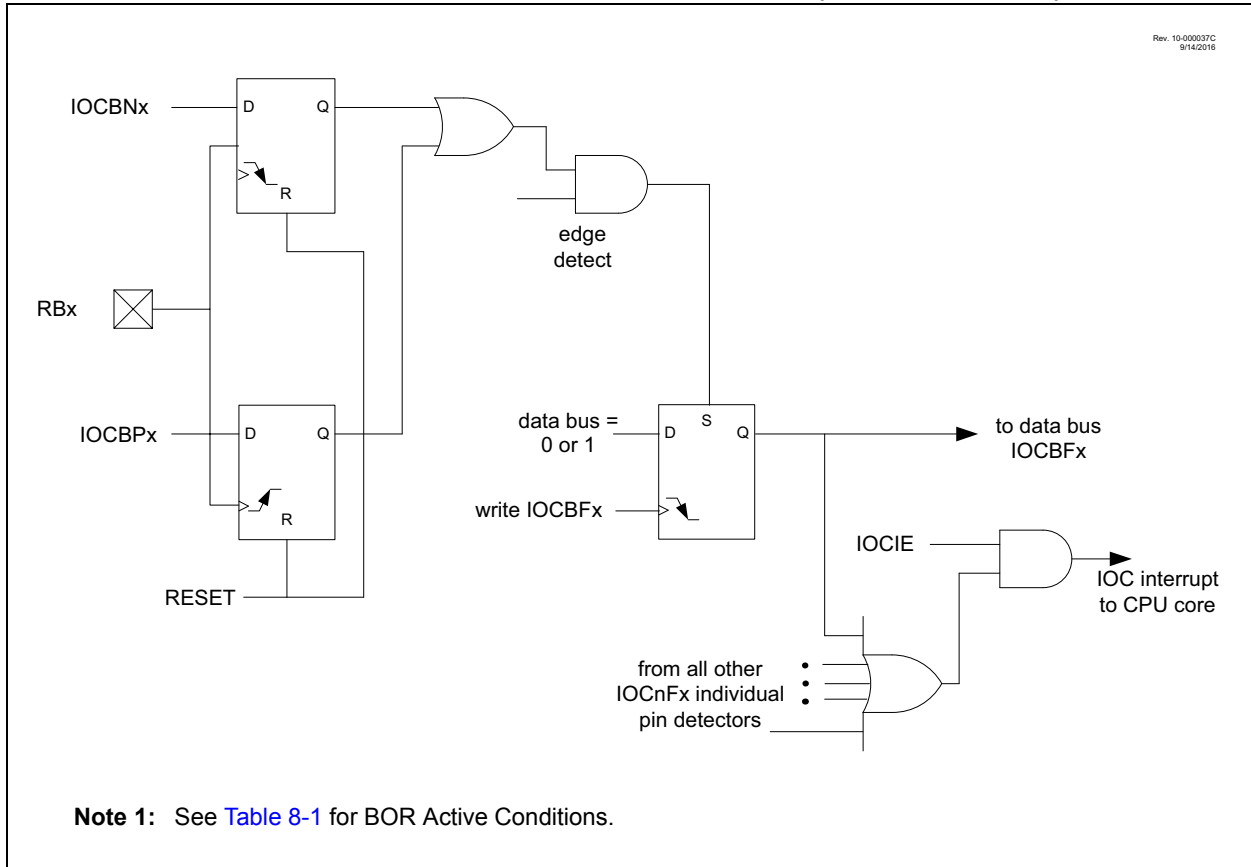 Rev. 10-000037C
9/14/2016
IOCBNx
D
Q
R
edge
detect
RBx
IOCBPx
D
Q
R
RESET
data bus =
0 or 1
D
S
Q
write IOCBFx
to data bus
IOCBFx
IOCIE
IOC interrupt
to CPU core
from all other
IOCnFx individual
pin detectors
Note 1: See Table 8-1 for BOR Active Conditions.